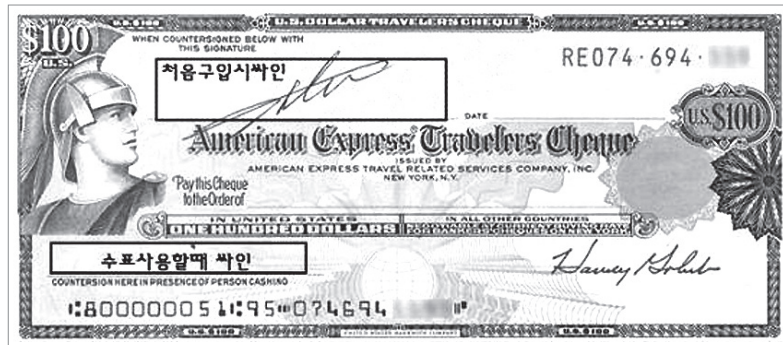 U.S. DOLLAR TRAVELERS CHEQUE
$100
U.S.
WHEN COUNTERSIGNED BELOW WITH
THIS SIGNATURE
처음구입시싸인
RE074·694·
DATE
U.S.$100
American Express Travelers Cheque
ISSUED BY
AMERICAN EXPRESS TRAVEL RELATED SERVICES COMPANY, INC.
NEW YORK, N.Y.
Pay this Cheque
to the Order of
IN UNITED STATES
ONE HUNDRED DOLLARS
IN ALL OTHER COUNTRIES
수표사용할때 싸인
COUNTERSIGN HERE IN PRESENCE OF PERSON CASHING
⑆800000051⑆95⑈074694
U.S.$100
U.S.$100